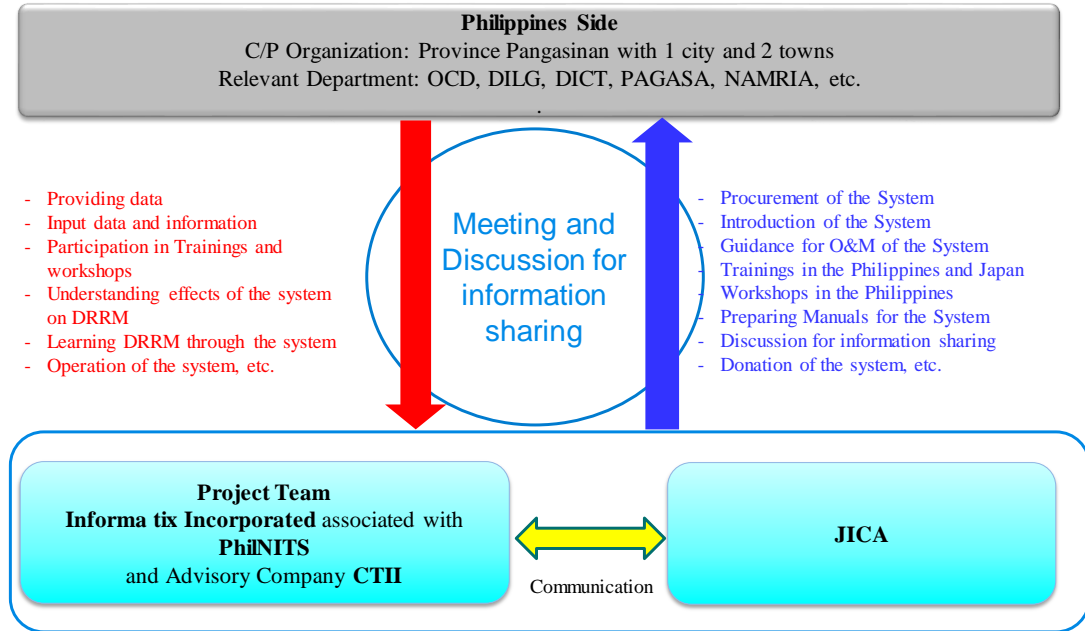 Philippines Side
C/P Organization: Province Pangasinan with 1 city and 2 towns
Relevant Department: OCD, DILG, DICT, PAGASA, NAMRIA, etc.
.
- Providing data
- Input data and information
- Participation in Trainings and
workshops
- Understanding effects of the system
on DRRM
- Learning DRRM through the system
- Operation of the system, etc.
Meeting and
Discussion for
information
sharing
- Procurement of the System
- Introduction of the System
- Guidance for O&M of the System
- Trainings in the Philippines and Japan
- Workshops in the Philippines
- Preparing Manuals for the System
- Discussion for information sharing
- Donation of the system, etc.
Project Team
Informa tix Incorporated associated with
PhilNITS
and Advisory Company CTII
Communication
JICA